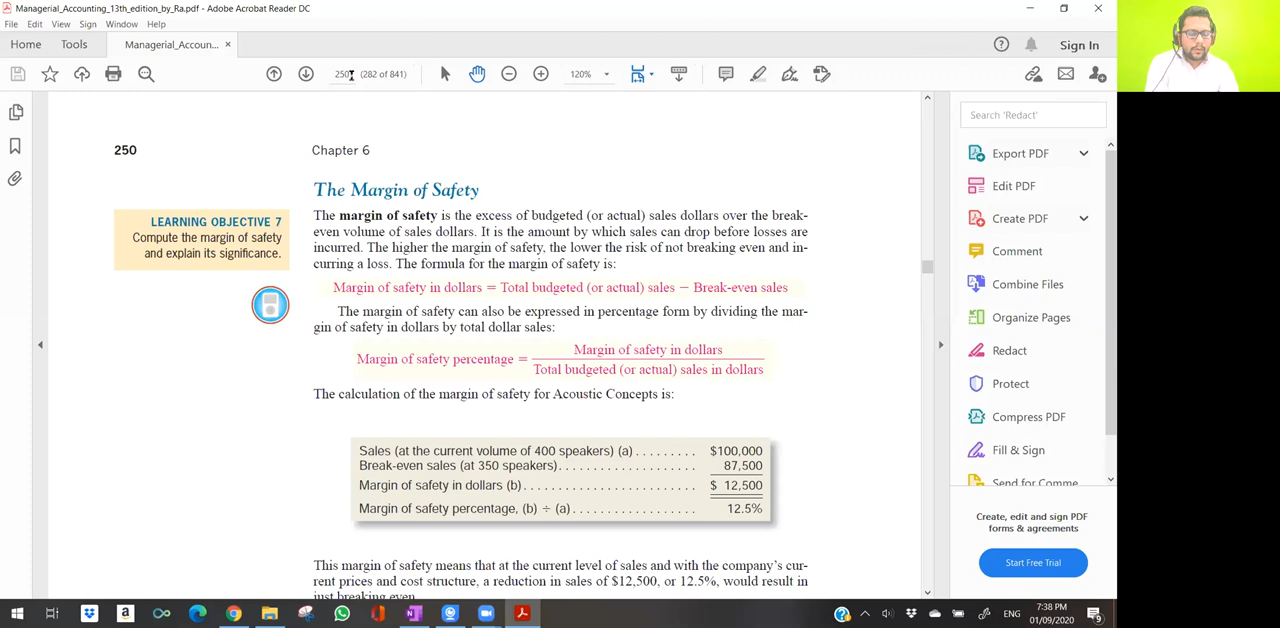 Managerial_Accounting_13th_edition_by_Ra.pdf - Adobe Acrobat Reader DC
File Edit View Sign Window Help
Home Tools Managerial_Accoun... × Sign In
250 (282 of 841) 120%
250 Chapter 6
The Margin of Safety
LEARNING OBJECTIVE 7
Compute the margin of safety
and explain its significance.
The margin of safety is the excess of budgeted (or actual) sales dollars over the break-
even volume of sales dollars. It is the amount by which sales can drop before losses are
incurred. The higher the margin of safety, the lower the risk of not breaking even and in-
curring a loss. The formula for the margin of safety is:
Margin of safety in dollars = Total budgeted (or actual) sales − Break-even sales
The margin of safety can also be expressed in percentage form by dividing the mar-
gin of safety in dollars by total dollar sales:
Margin of safety percentage = Margin of safety in dollars
Total budgeted (or actual) sales in dollars
The calculation of the margin of safety for Acoustic Concepts is:
Sales (at the current volume of 400 speakers) (a) . . . . . . . . . $100,000
Break-even sales (at 350 speakers). . . . . . . . . . . . . . . . . . . . 87,500
Margin of safety in dollars (b) . . . . . . . . . . . . . . . . . . . . . . . . . $ 12,500
Margin of safety percentage, (b) ÷ (a) . . . . . . . . . . . . . . . . . . 12.5%
This margin of safety means that at the current level of sales and with the company's cur-
rent prices and cost structure, a reduction in sales of $12,500, or 12.5%, would result in
just breaking even.
Search 'Redact'
Export PDF
Edit PDF
Create PDF
Comment
Combine Files
Organize Pages
Redact
Protect
Compress PDF
Fill & Sign
Send for Comme
Create, edit and sign PDF
forms & agreements
Start Free Trial
ENG
7:38 PM
01/09/2020
9